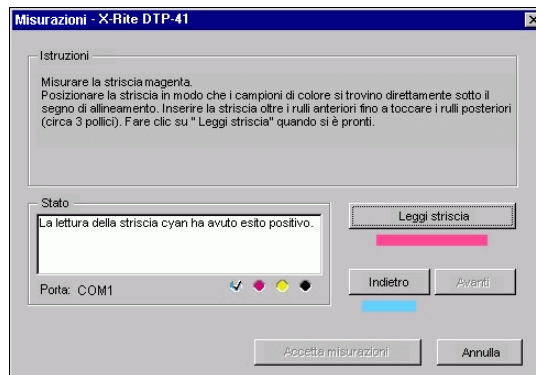 Misurazioni - X-Rite DTP-41
Istruzioni
Misurare la striscia magenta.
Posizionare la striscia in modo che i campioni di colore si trovino direttamente sotto il
segno di allineamento. Inserire la striscia oltre i rulli anteriori fino a toccare i rulli posteriori
(circa 3 pollici). Fare clic su " Leggi striscia" quando si è pronti.
Stato
La lettura della striscia cyan ha avuto esito positivo.
Leggi striscia
Porta: COM1
Indietro
Avanti
Accetta misurazioni
Annulla